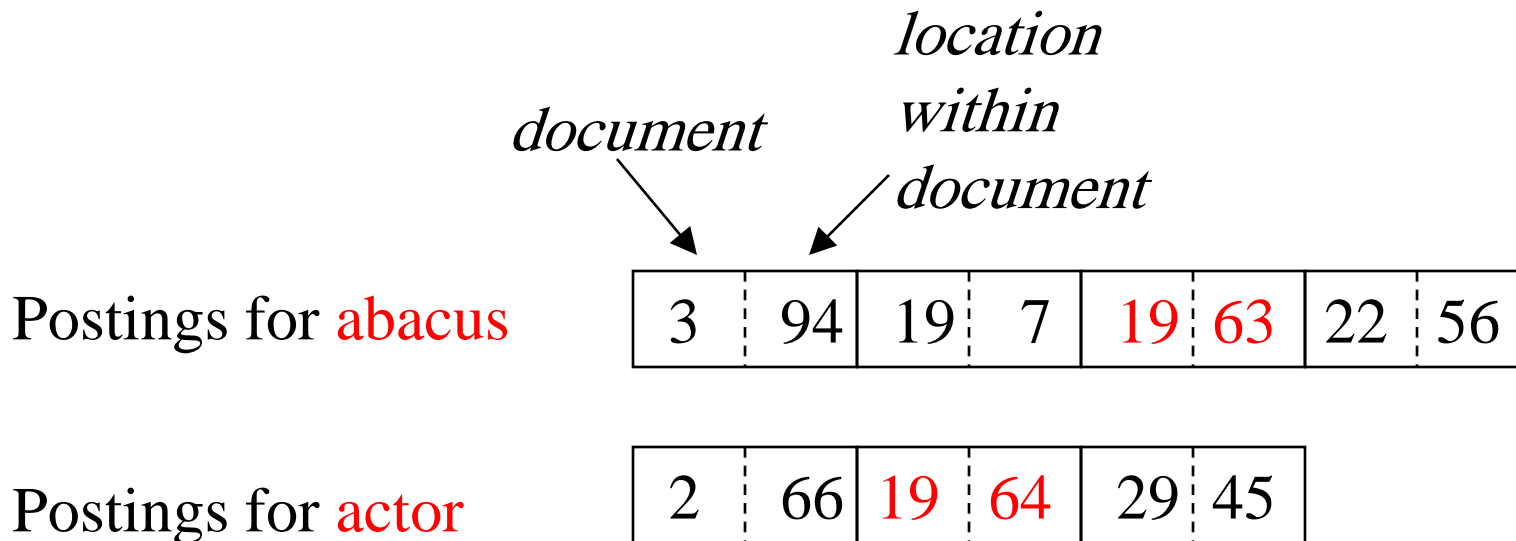 location
within
document
document
Postings for abacus 3 94 19 7 19 63 22 56
Postings for actor 2 66 19 64 29 45